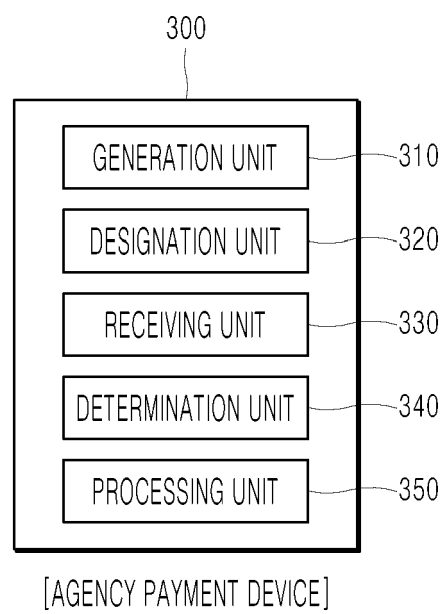 300
GENERATION UNIT 310
DESIGNATION UNIT 320
RECEIVING UNIT 330
DETERMINATION UNIT 340
PROCESSING UNIT 350
[AGENCY PAYMENT DEVICE]